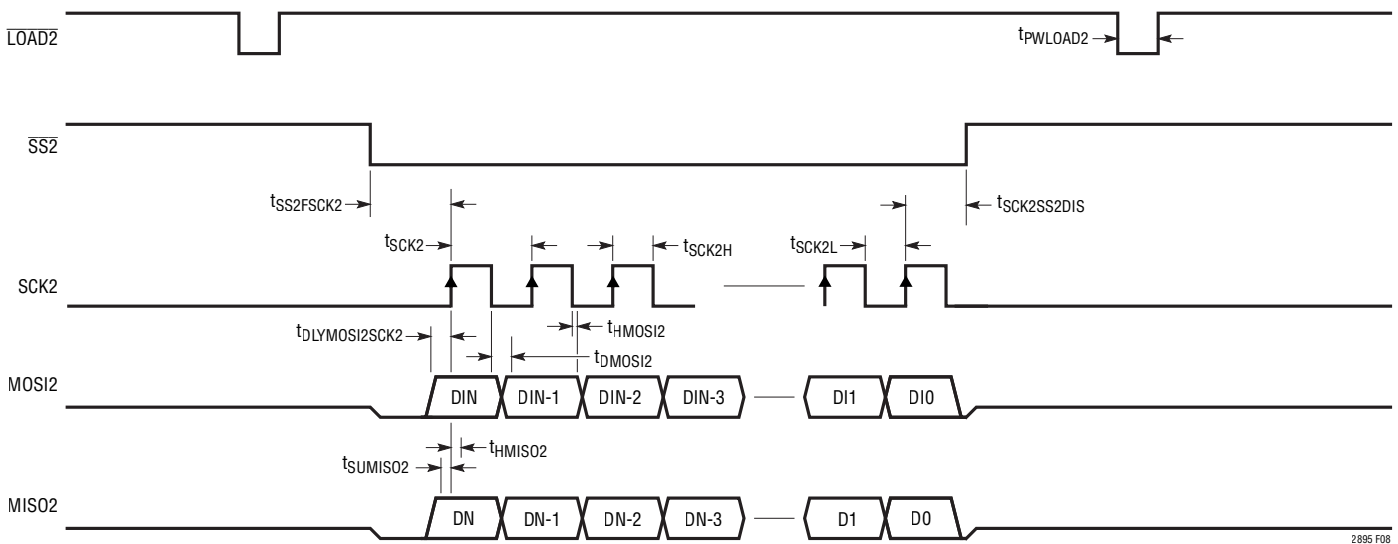 LOAD2
tPWLOAD2
SS2
tSS2FSCK2
tSCK2SS2DIS
tSCK2
tSCK2H
tSCK2L
SCK2
tDLYMOSI2SCK2
tHMOSI2
tDMOSI2
MOSI2
DIN DIN-1 DIN-2 DIN-3 DI1 DI0
tHMISO2
tSUMISO2
MISO2
DN DN-1 DN-2 DN-3 D1 D0
2895 F08